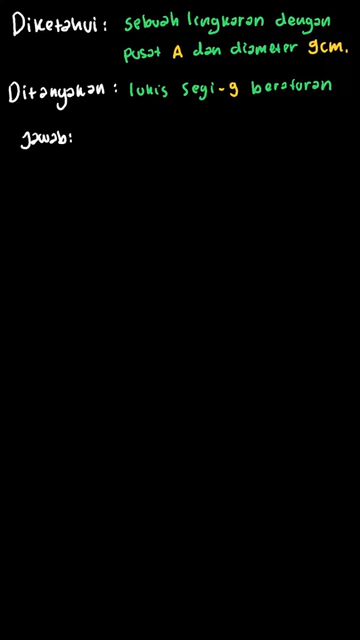 Diketahui: sebuah lingkaran dengan
pusat A dan diameter 9cm.
Ditanyakan: lukis segi-9 beraturan
Jawab: